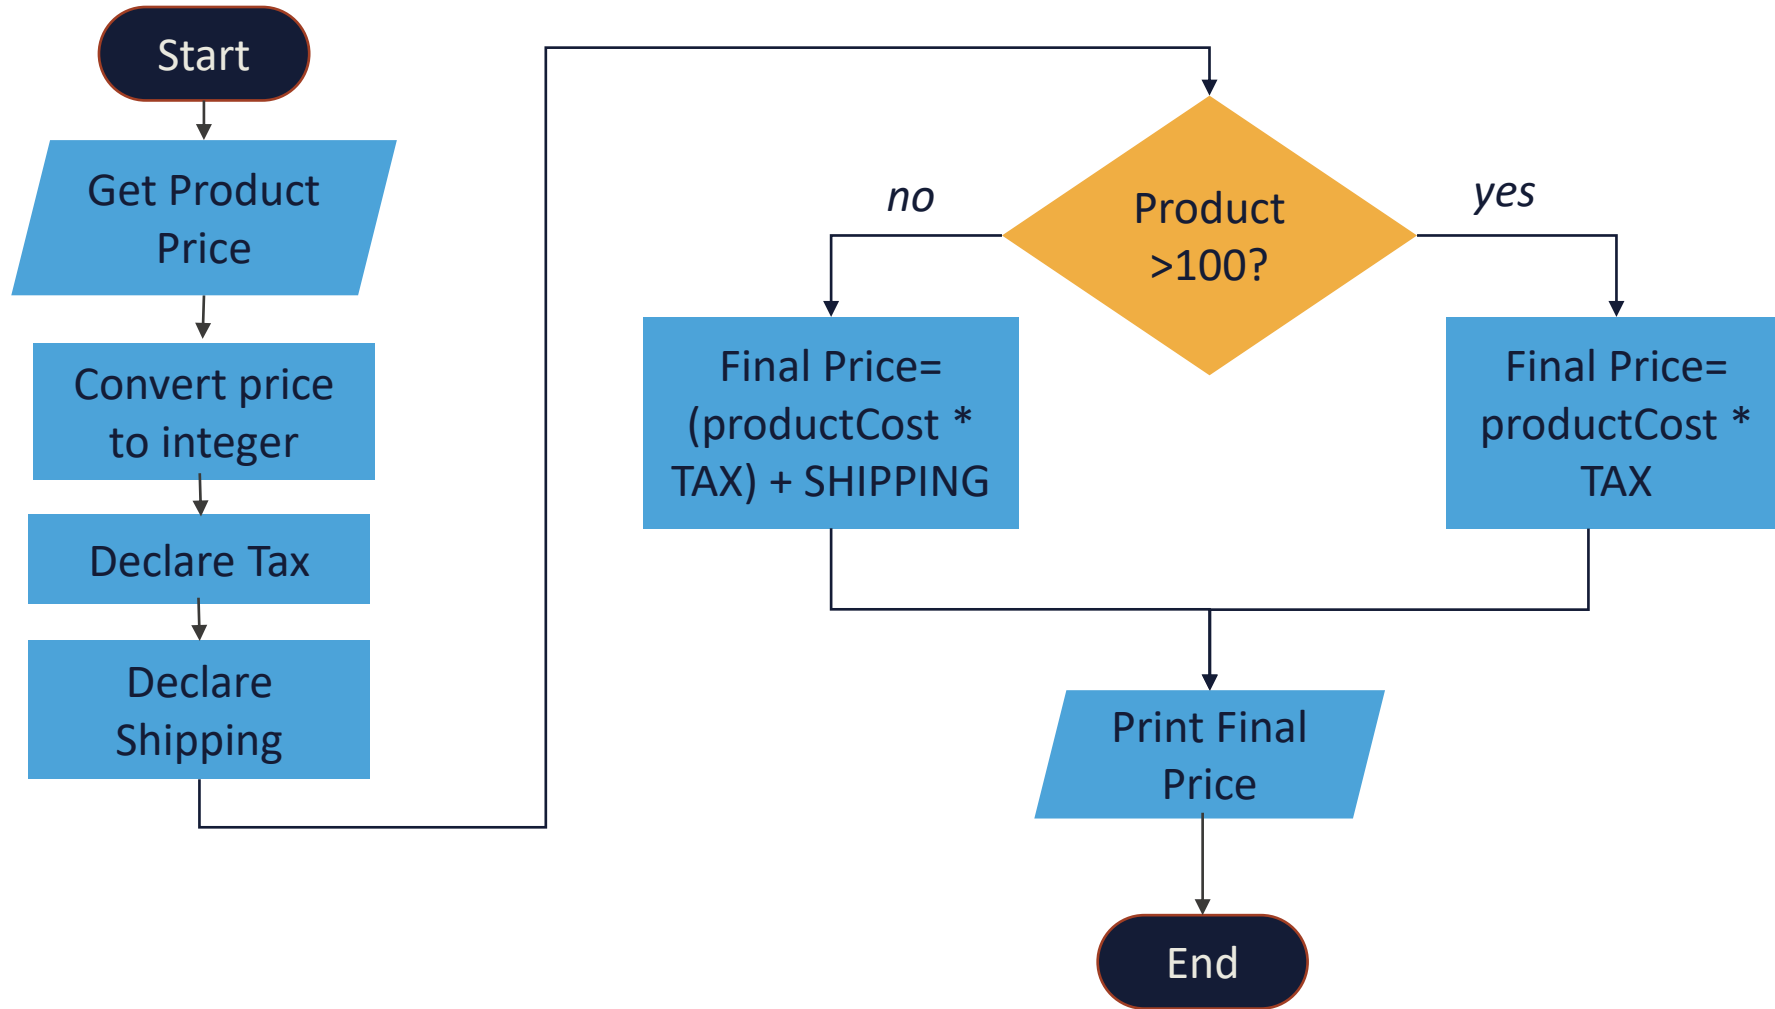 Start
Get Product
Price
Convert price
to integer
Declare Tax
Declare
Shipping
Product
>100?
no
yes
Final Price=
(productCost *
TAX) + SHIPPING
Final Price=
productCost *
TAX
Print Final
Price
End